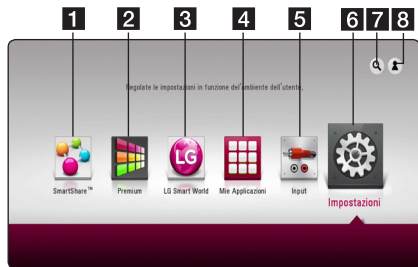 1 2 3 4 5 6 7 8
Regolate le impostazioni in funzione dell'ambiente dell'utente.
LG
SmartShare™ Premium LG Smart World Mie Applicazioni Input Impostazioni